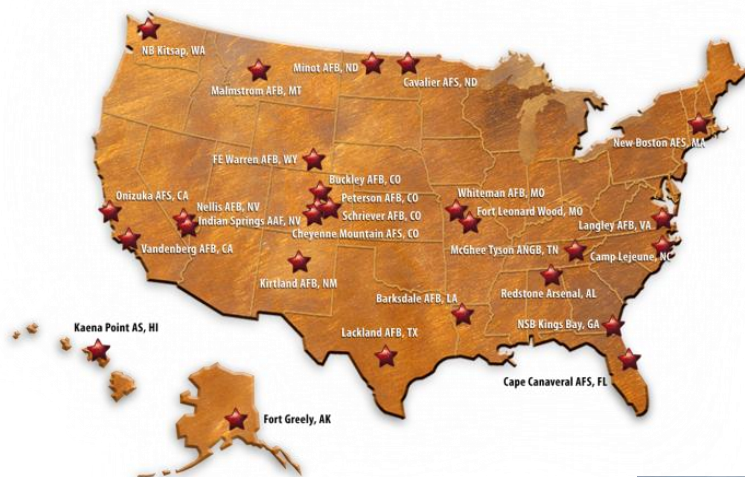 NB Kitsap, WA
Minot AFB, ND
Cavalier AFS, ND
Malmstrom AFB, MT
New Boston AFS, MA
FE Warren AFB, WY
Buckley AFB, CO
Peterson AFB, CO
Schriever AFB, CO
Cheyenne Mountain AFS, CO
Onizuka AFS, CA
Nellis AFB, NV
Indian Springs AAF, NV
Vandenberg AFB, CA
Whiteman AFB, MO
Fort Leonard Wood, MO
Langley AFB, VA
McGhee Tyson ANGB, TN
Camp Lejeune, NC
Kirtland AFB, NM
Redstone Arsenal, AL
Barksdale AFB, LA
NSB Kings Bay, GA
Kaena Point AS, HI
Lackland AFB, TX
Cape Canaveral AFS, FL
Fort Greely, AK